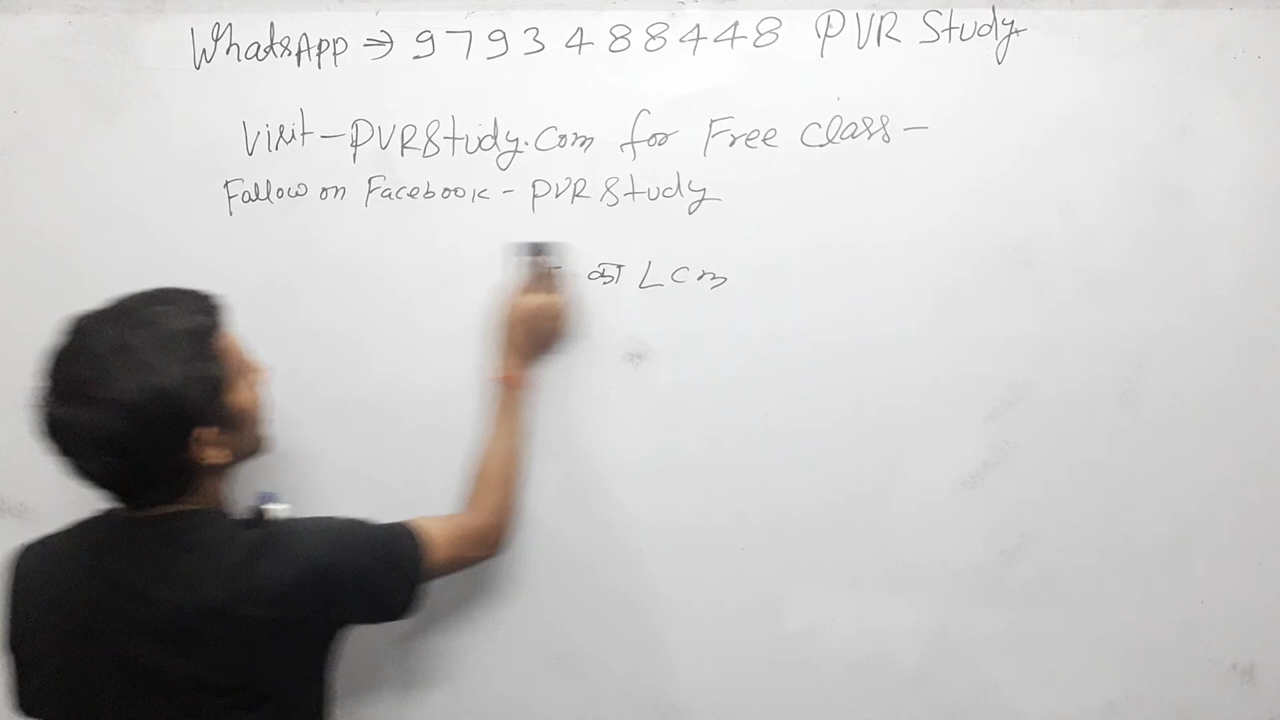 WhatsApp ⇒ 9793488448 PVR Study
Visit - PVRStudy.Com for Free Class -
Fallow on Facebook - PVR Study
का LCM